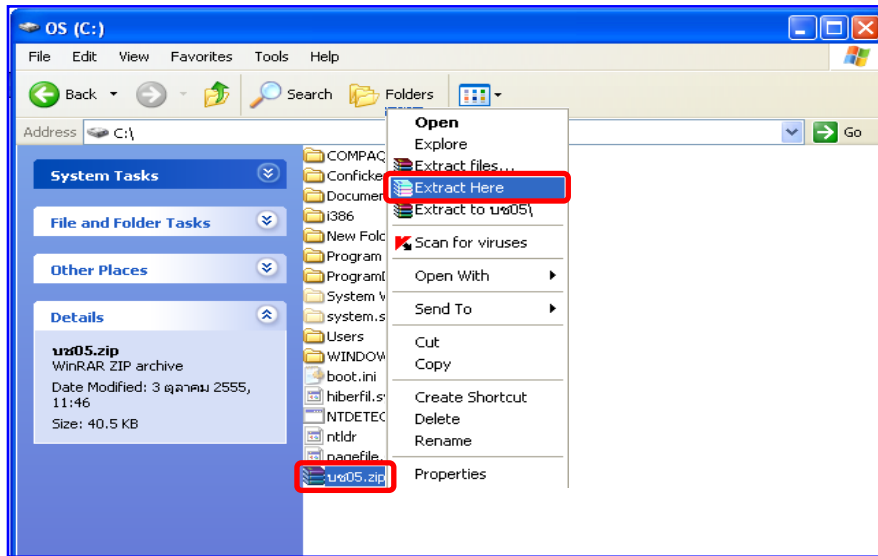 OS (C:)
File Edit View Favorites Tools Help
Back Search Folders
Address C:\ Go
System Tasks
File and Folder Tasks
Other Places
Details
บช05.zip
WinRAR ZIP archive
Date Modified: 3 ตุลาคม 2555,
11:46
Size: 40.5 KB
COMPAQ
Conficke
Documen
i386
New Fold
Program
ProgramD
System V
system.s
Users
WINDOW
boot.ini
hiberfil.s
NTDETEC
ntldr
pagefile.
บช05.zip
Open
Explore
Extract files...
Extract Here
Extract to บช05\
Scan for viruses
Open With
Send To
Cut
Copy
Create Shortcut
Delete
Rename
Properties